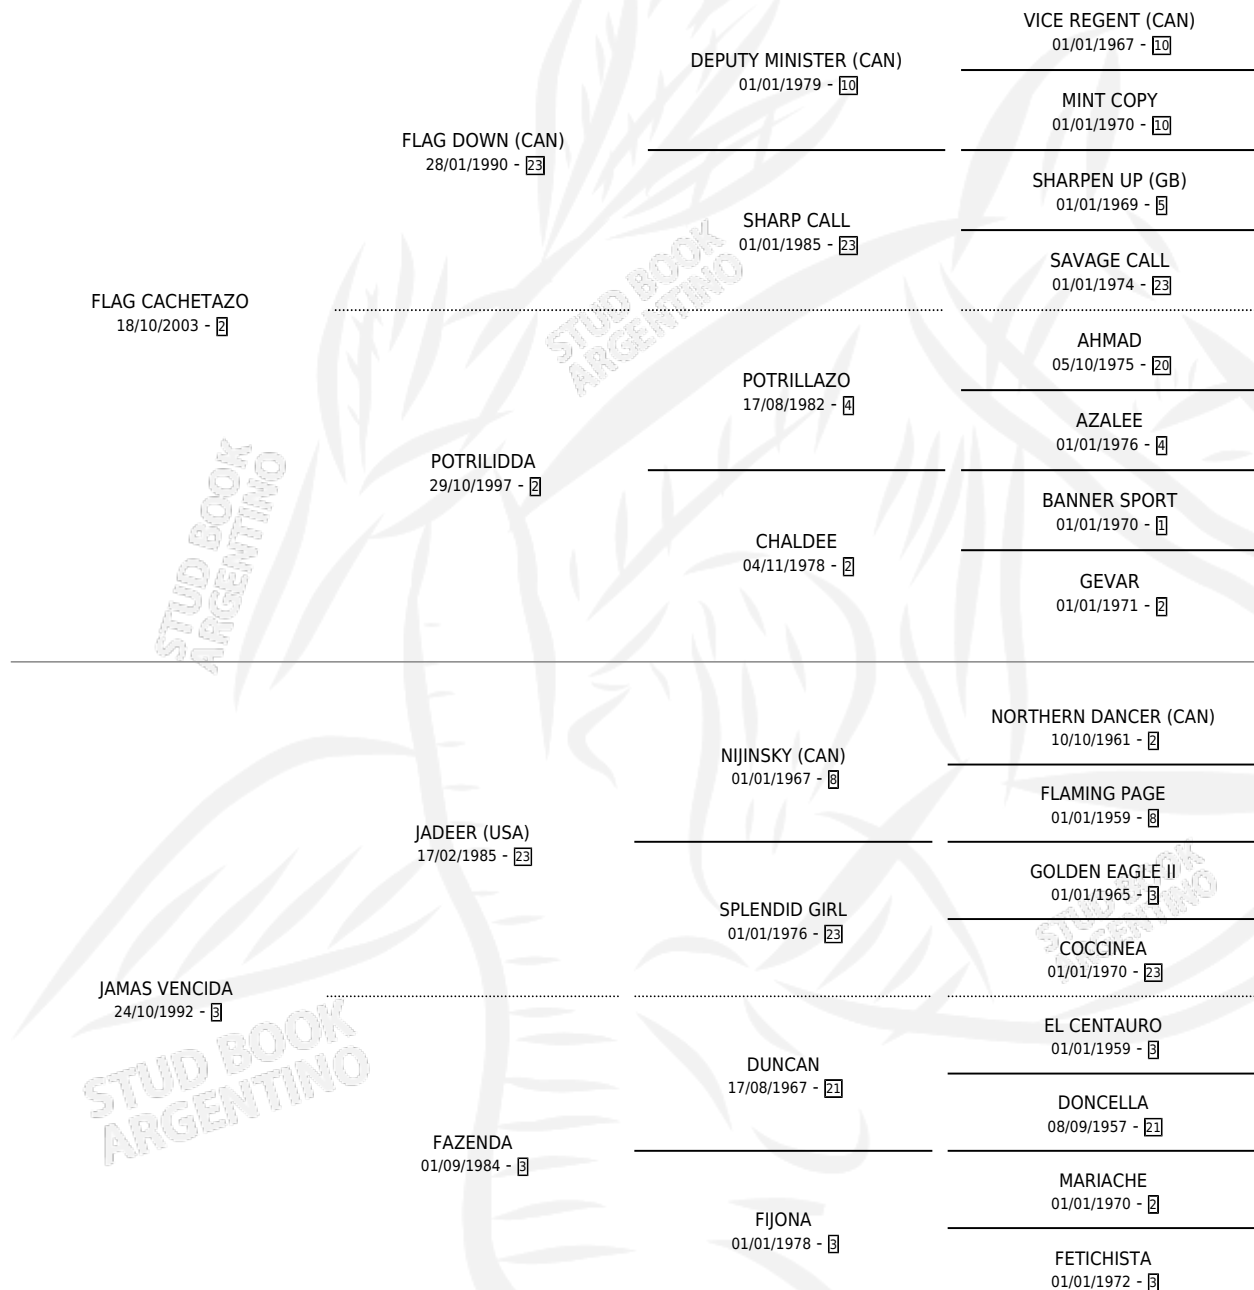 VICE REGENT (CAN)
01/01/1967 - 10
DEPUTY MINISTER (CAN)
01/01/1979 - 10
MINT COPY
01/01/1970 - 10
FLAG DOWN (CAN)
28/01/1990 - 23
SHARPEN UP (GB)
01/01/1969 - 5
SHARP CALL
01/01/1985 - 23
SAVAGE CALL
01/01/1974 - 23
FLAG CACHETAZO
18/10/2003 - 2
AHMAD
05/10/1975 - 20
POTRILLAZO
17/08/1982 - 4
AZALEE
01/01/1976 - 4
POTRILIDDA
29/10/1997 - 2
BANNER SPORT
01/01/1970 - 1
CHALDEE
04/11/1978 - 2
GEVAR
01/01/1971 - 2
STUD BOOK
ARGENTINO
STUD BOOK
ARGENTINO
NORTHERN DANCER (CAN)
10/10/1961 - 2
NIJINSKY (CAN)
01/01/1967 - 8
FLAMING PAGE
01/01/1959 - 8
JADEER (USA)
17/02/1985 - 23
GOLDEN EAGLE II
01/01/1965 - 3
SPLENDID GIRL
01/01/1976 - 23
COCCINEA
01/01/1970 - 23
STUD BOOK
ARGENTINO
JAMAS VENCIDA
24/10/1992 - 3
EL CENTAURO
01/01/1959 - 3
DUNCAN
17/08/1967 - 21
DONCELLA
08/09/1957 - 21
FAZENDA
01/09/1984 - 3
MARIACHE
01/01/1970 - 2
FIJONA
01/01/1978 - 3
FETICHISTA
01/01/1972 - 3
STUD BOOK
ARGENTINO